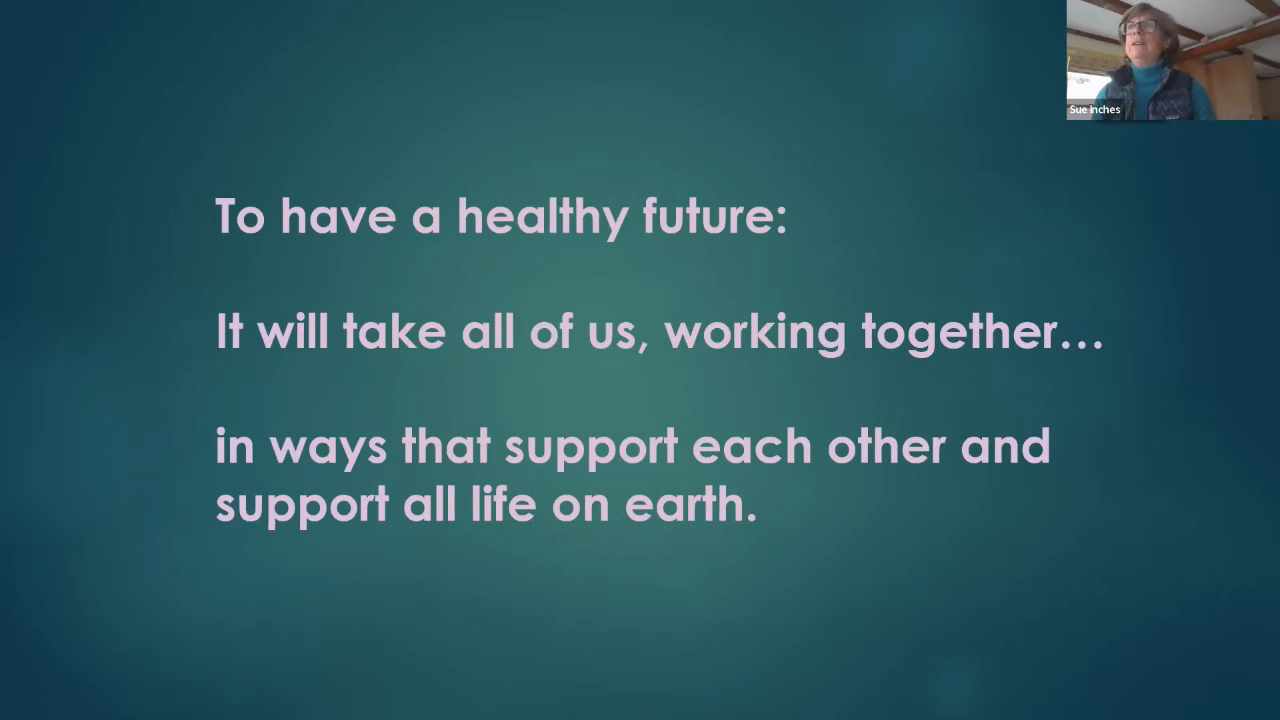 Sue Inches
To have a healthy future:
It will take all of us, working together…
in ways that support each other and
support all life on earth.